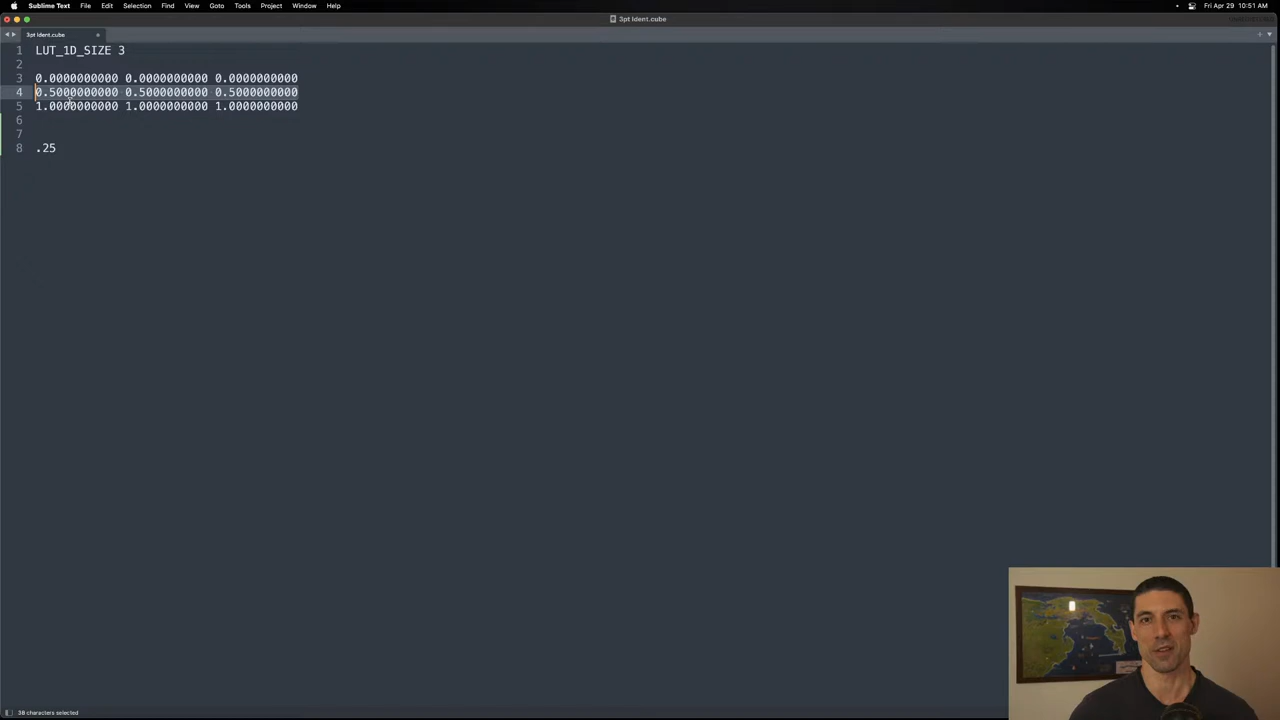 Sublime Text File Edit Selection Find View Goto Tools Project Window Help Fri Apr 29 10:51 AM
3pt Ident.cube
3pt Ident.cube
1 LUT_1D_SIZE 3
2
3 0.0000000000 0.0000000000 0.0000000000
4 0.5000000000 0.5000000000 0.5000000000
5 1.0000000000 1.0000000000 1.0000000000
6
7
8 .25
38 characters selected